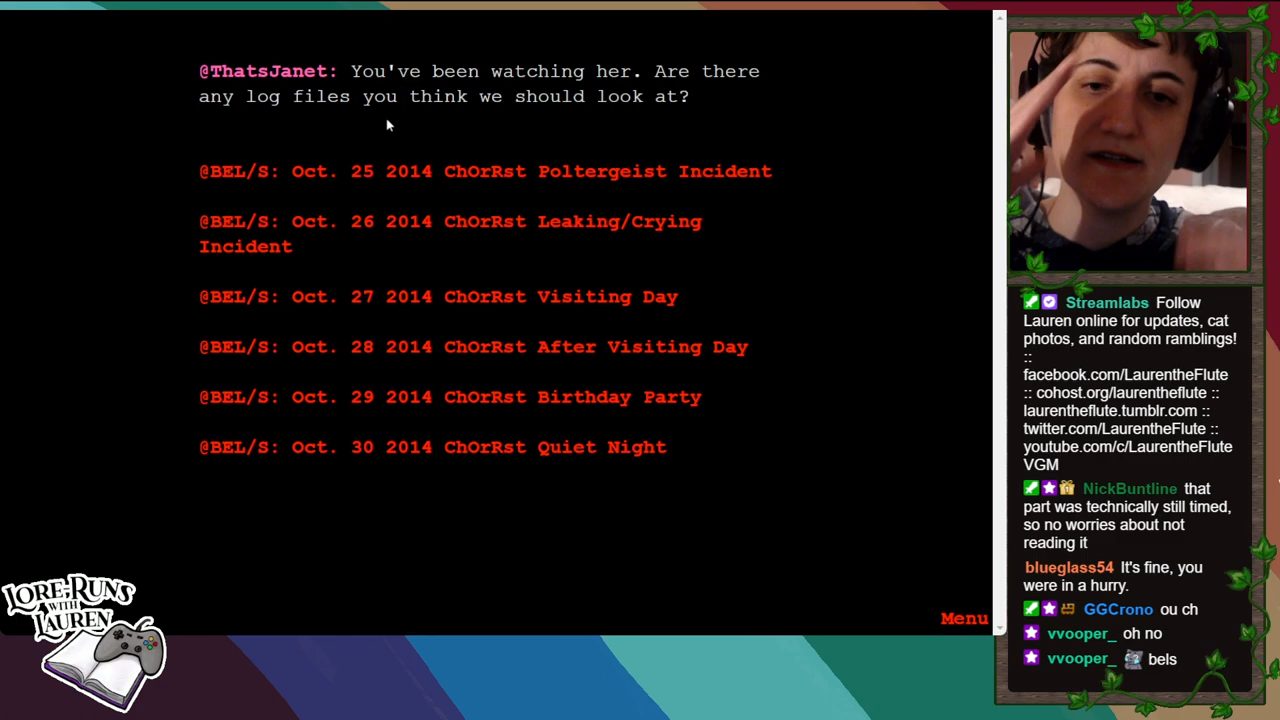 @ThatsJanet: You've been watching her. Are there
any log files you think we should look at?
@BEL/S: Oct. 25 2014 ChOrRst Poltergeist Incident
@BEL/S: Oct. 26 2014 ChOrRst Leaking/Crying
Incident
@BEL/S: Oct. 27 2014 ChOrRst Visiting Day
@BEL/S: Oct. 28 2014 ChOrRst After Visiting Day
@BEL/S: Oct. 29 2014 ChOrRst Birthday Party
@BEL/S: Oct. 30 2014 ChOrRst Quiet Night
Menu
LORE-RUNS
WITH
LAUREN
Streamlabs Follow
Lauren online for updates, cat
photos, and random ramblings!
::
facebook.com/LaurentheFlute
:: cohost.org/laurentheflute ::
laurentheflute.tumblr.com ::
twitter.com/LaurentheFlute ::
youtube.com/c/LaurentheFlute
VGM
NickBuntline that
part was technically still timed,
so no worries about not
reading it
blueglass54 It's fine, you
were in a hurry.
GGCrono ou ch
vvooper_ oh no
vvooper_ bels